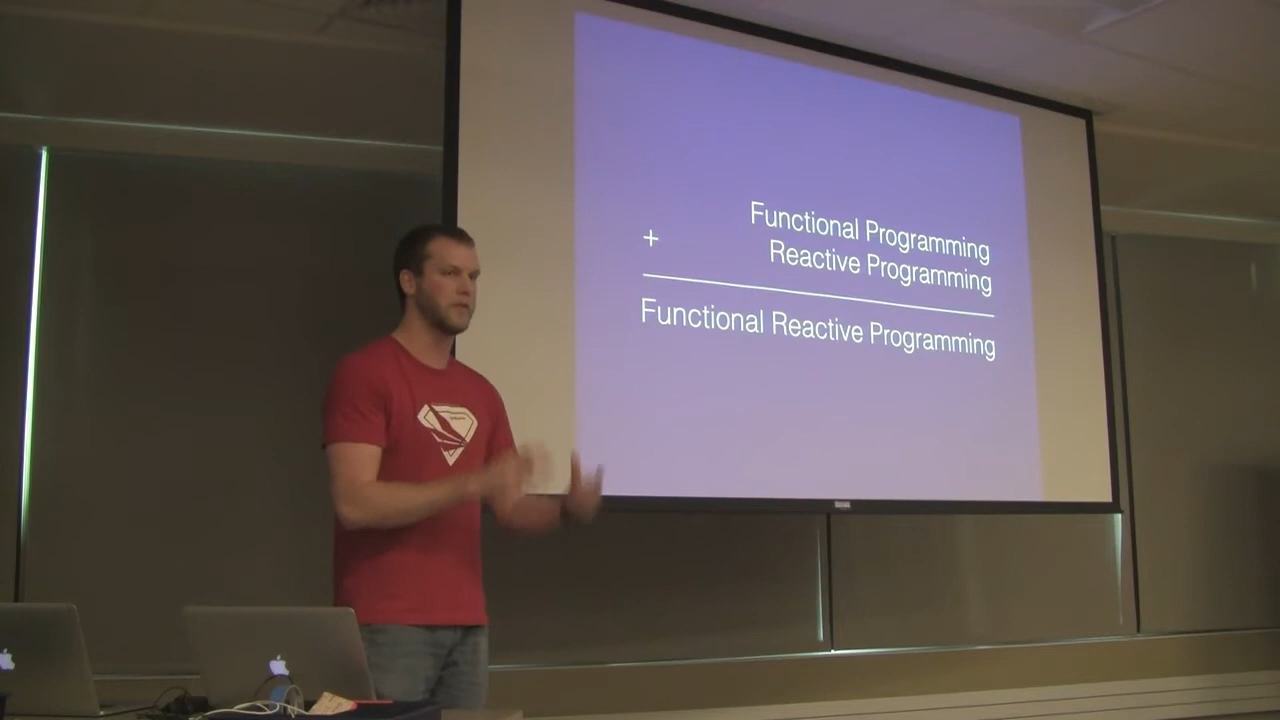 Functional Programming
+ Reactive Programming
Functional Reactive Programming